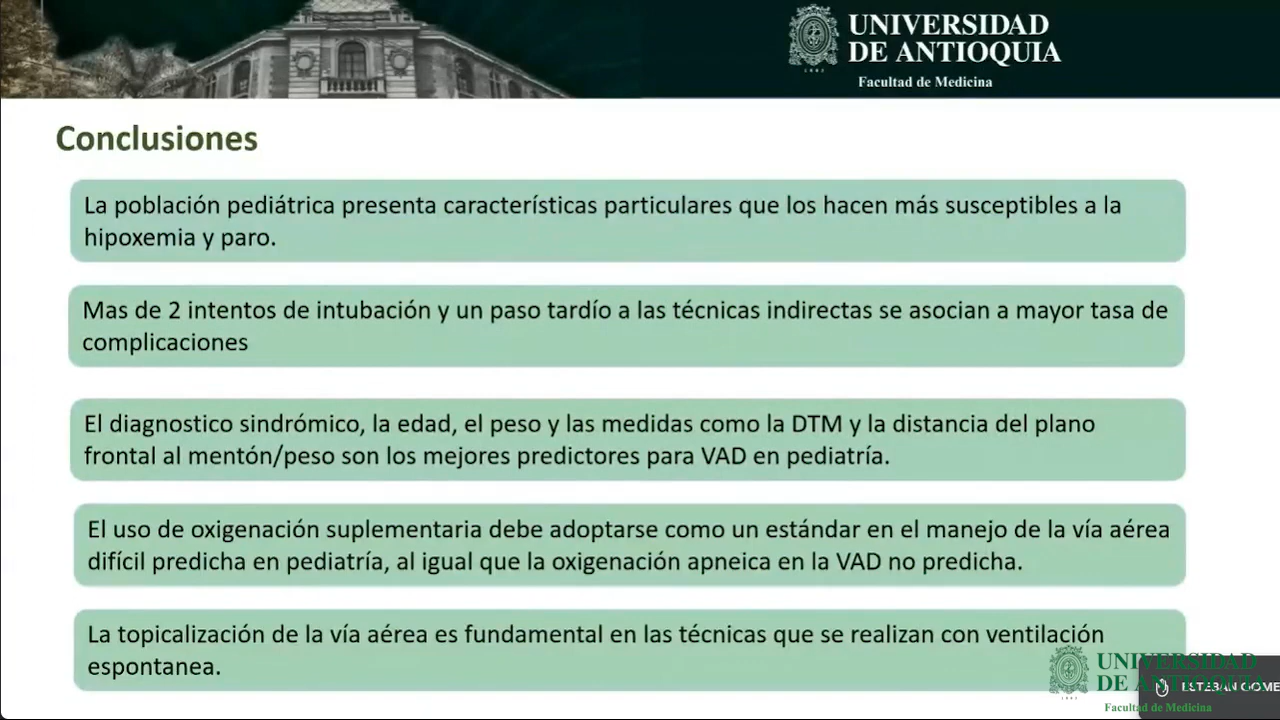 UNIVERSIDAD
DE ANTIOQUIA
1803
Facultad de Medicina
Conclusiones
La población pediátrica presenta características particulares que los hacen más susceptibles a la
hipoxemia y paro.
Mas de 2 intentos de intubación y un paso tardío a las técnicas indirectas se asocian a mayor tasa de
complicaciones
El diagnostico sindrómico, la edad, el peso y las medidas como la DTM y la distancia del plano
frontal al mentón/peso son los mejores predictores para VAD en pediatría.
El uso de oxigenación suplementaria debe adoptarse como un estándar en el manejo de la vía aérea
difícil predicha en pediatría, al igual que la oxigenación apneica en la VAD no predicha.
La topicalización de la vía aérea es fundamental en las técnicas que se realizan con ventilación
espontanea.
UNIVERSIDAD
DE ANTIOQUIA
Facultad de Medicina
ESTEBAN GOME